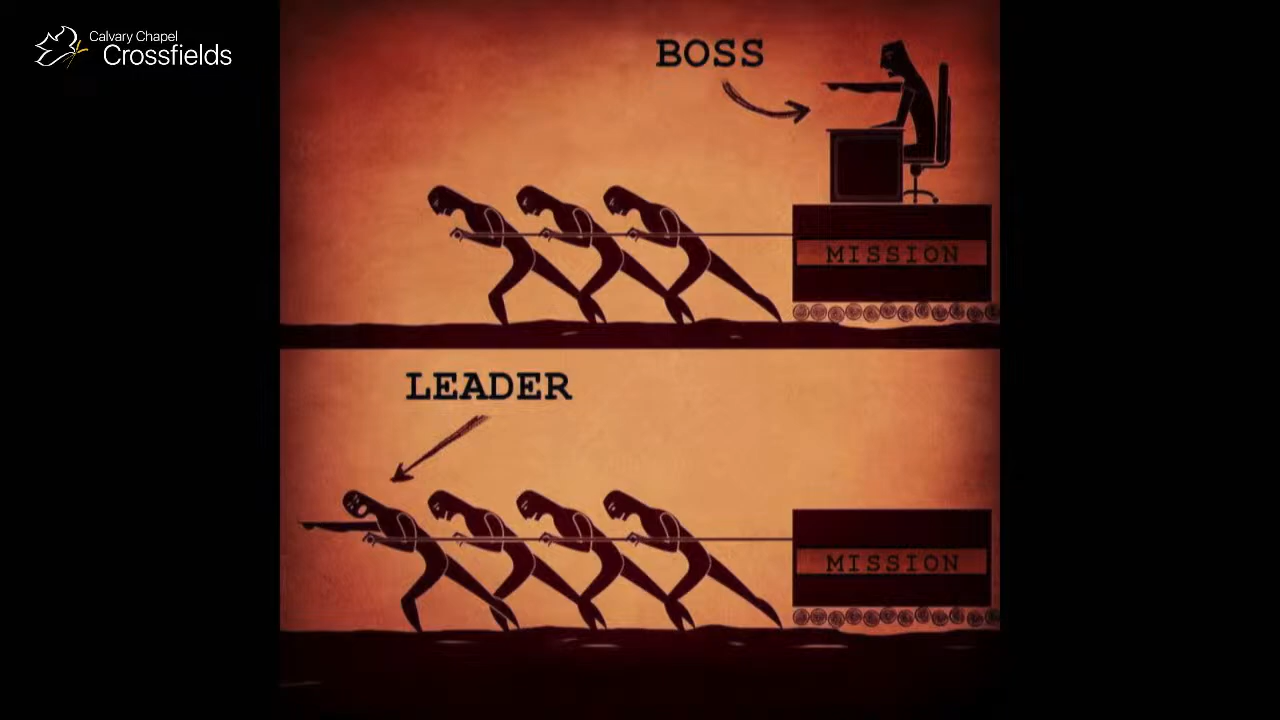 Calvary Chapel
Crossfields
BOSS
MISSION
LEADER
MISSION